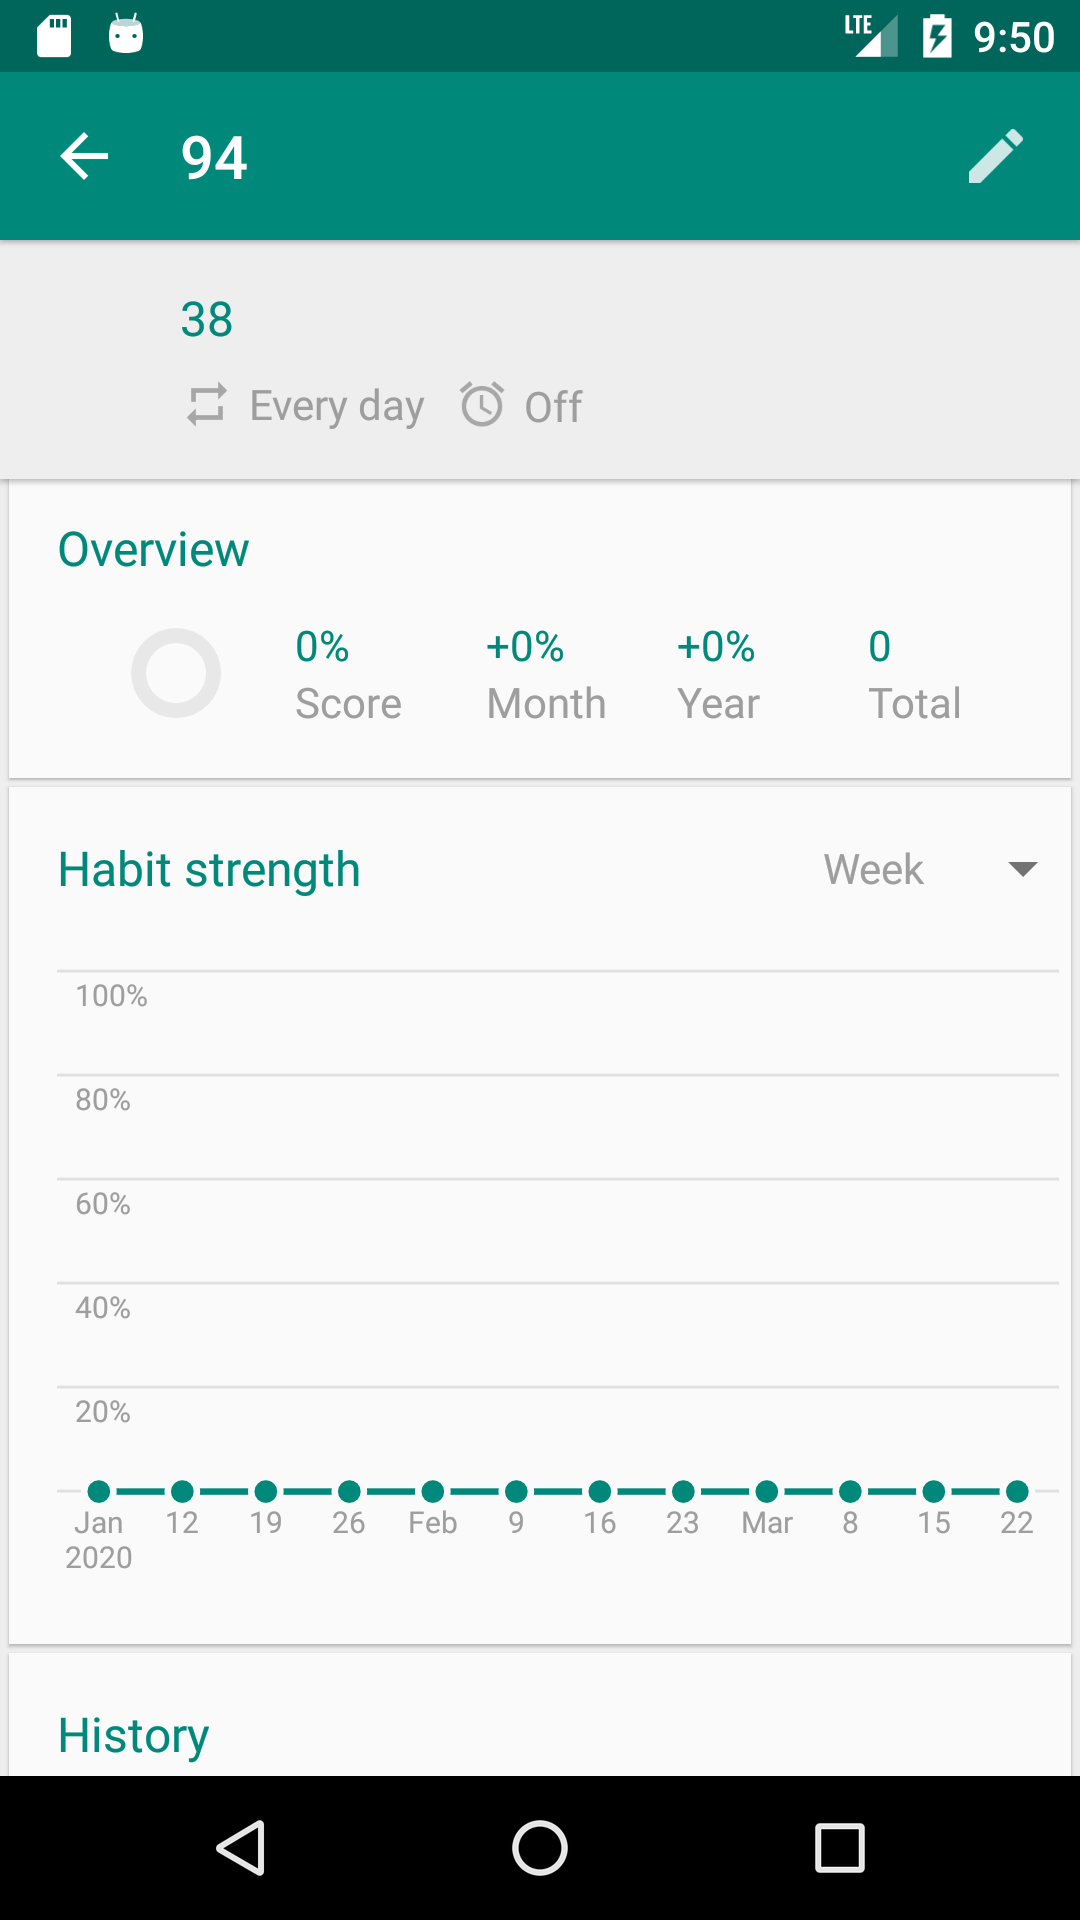 LTE 9:50
94
38
Every day Off
Overview
0% +0% +0% 0
Score Month Year Total
Habit strength Week
100%
80%
60%
40%
20%
Jan 12 19 26 Feb 9 16 23 Mar 8 15 22
2020
History